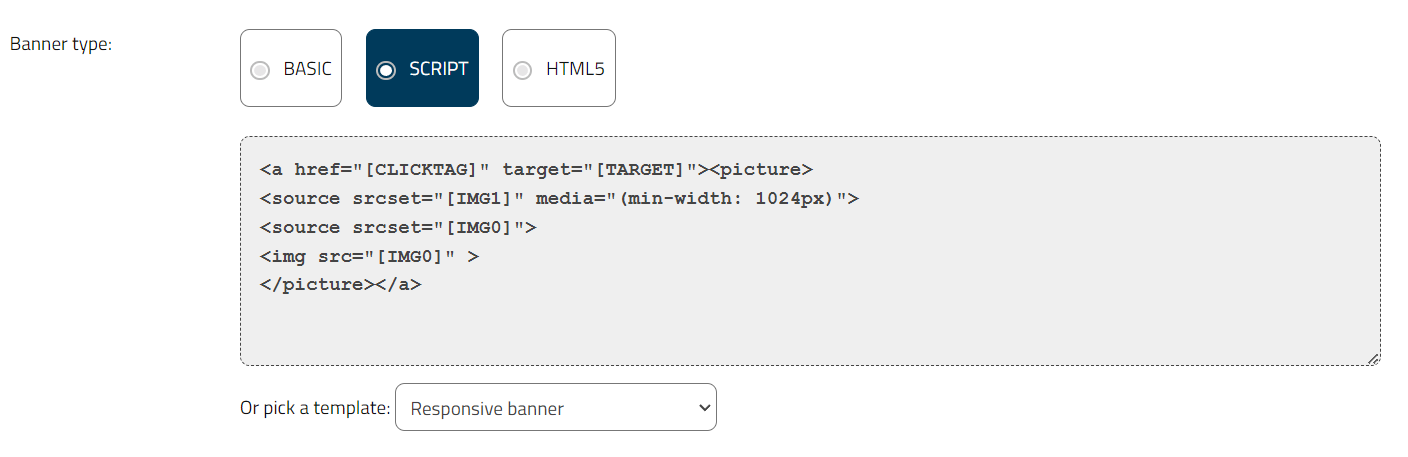 Banner type:
BASIC
SCRIPT
HTML5
<a href="[CLICKTAG]" target="[TARGET]"><picture>
<source srcset="[IMG1]" media="(min-width: 1024px)">
<source srcset="[IMG0]">
<img src="[IMG0]" >
</picture></a>
Or pick a template: Responsive banner